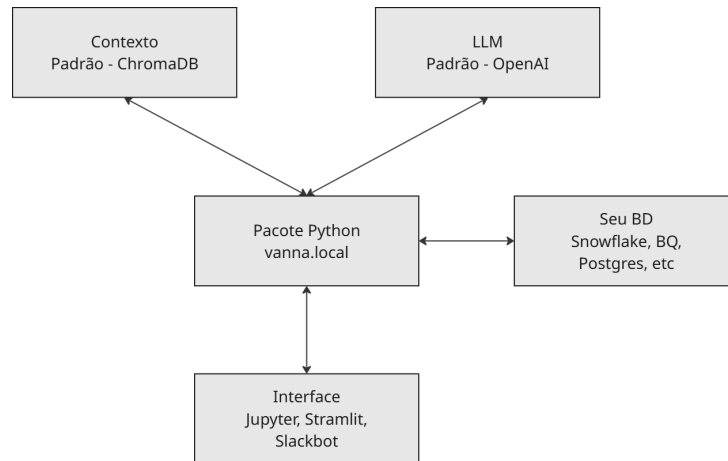 Contexto
Padrão - ChromaDB
LLM
Padrão - OpenAI
Pacote Python
vanna.local
Seu BD
Snowflake, BQ,
Postgres, etc
Interface
Jupyter, Stramlit,
Slackbot